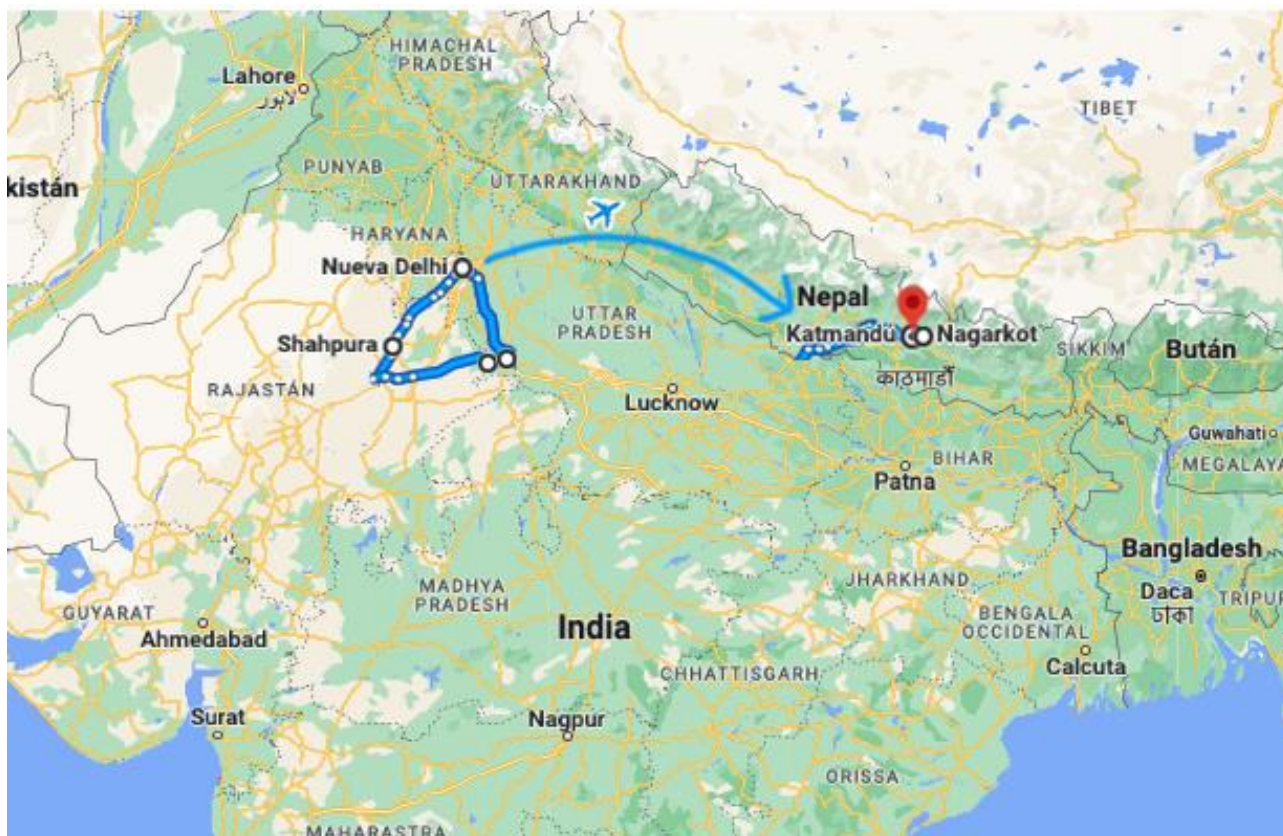 HIMACHAL
PRADESH
Lahore
لاہور
TIBET
PUNYAB
UTTARAKHAND
kistán
HARYANA
Nueva Delhi
Nepal
UTTAR
PRADESH
Katmandú
Nagarkot
Shahpura
SIKKIM
Bután
काठमाडौँ
RAJASTÁN
Lucknow
Guwahati
BIHAR
MEGALAYA
Patna
Bangladesh
JHARKHAND
MADHYA
PRADESH
Daca
ঢাকা
TRIPUR
GUYARAT
BENGALA
OCCIDENTAL
India
Ahmedabad
CHHATTISGARH
Calcuta
Surat
Nagpur
ORISSA
MAHARASTRA